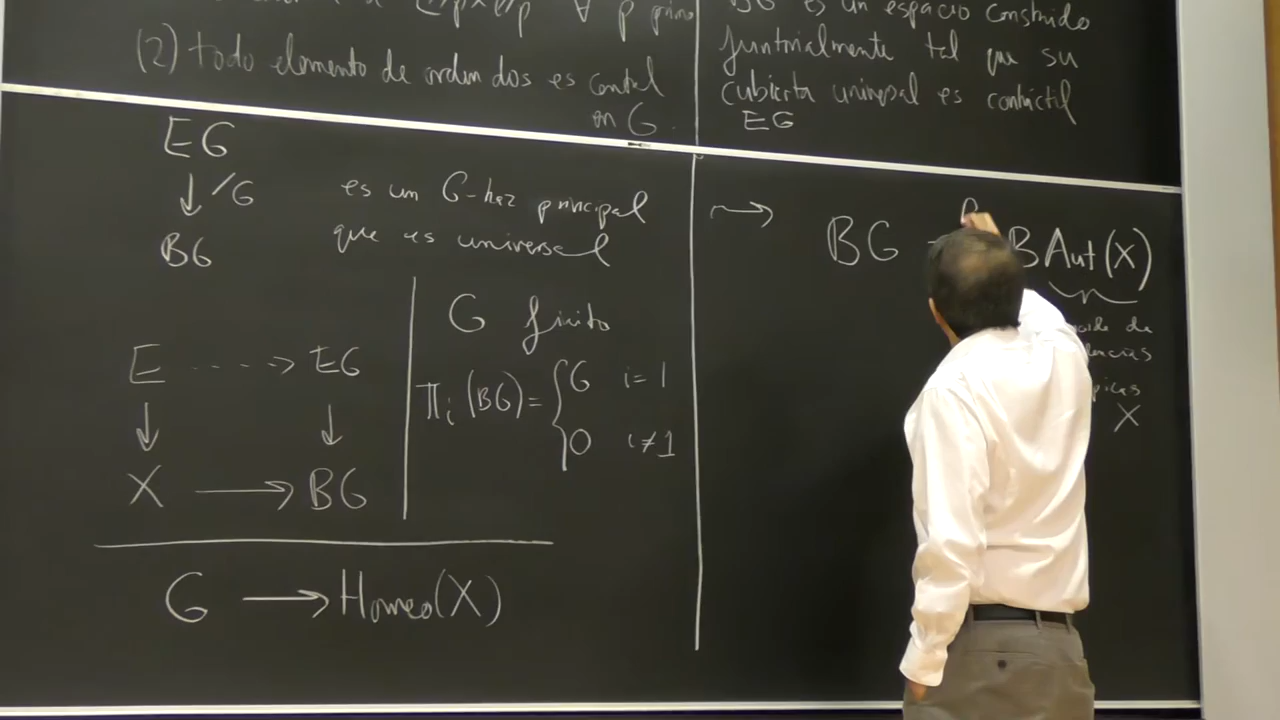 (2) todo elemento de orden dos es central
en G.
BG es un espacio construido
funtorialmente tal que su
cubierta universal es contráctil
EG
EG
↓/G
BG
es un G-haz principal
que es universal
E ----> EG
↓ ↓
X → BG
G finito
π_i(BG) = { G i=1
0 i≠1
G → Homeo(X)
⇝ BG BAut(X)
de
X